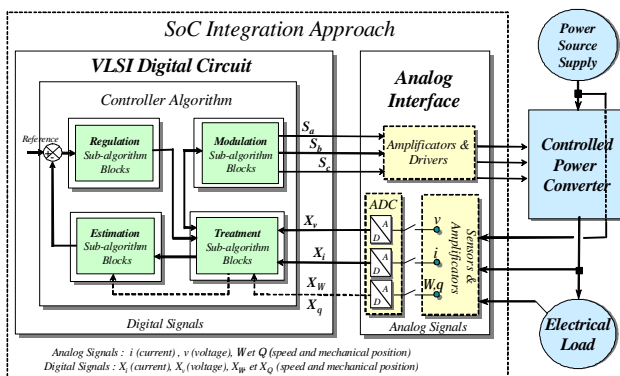 SoC Integration Approach
VLSI Digital Circuit
Controller Algorithm
Reference
Regulation
Sub-algorithm
Blocks
Modulation
Sub-algorithm
Blocks
Estimation
Sub-algorithm
Blocks
Treatment
Sub-algorithm
Blocks
Digital Signals
Sa
Sb
Sc
Xv
Xi
XW
Xq
Analog
Interface
Amplificators &
Drivers
ADC
A
D
A
D
A
D
v
i
W,q
Sensors &
Amplificators
Analog Signals
Power
Source
Supply
Controlled
Power
Converter
Electrical
Load
Analog Signals : i (current) , v (voltage), W et Q (speed and mechanical position)
Digital Signals : Xi (current), Xv (voltage), XW et XQ (speed and mechanical position)